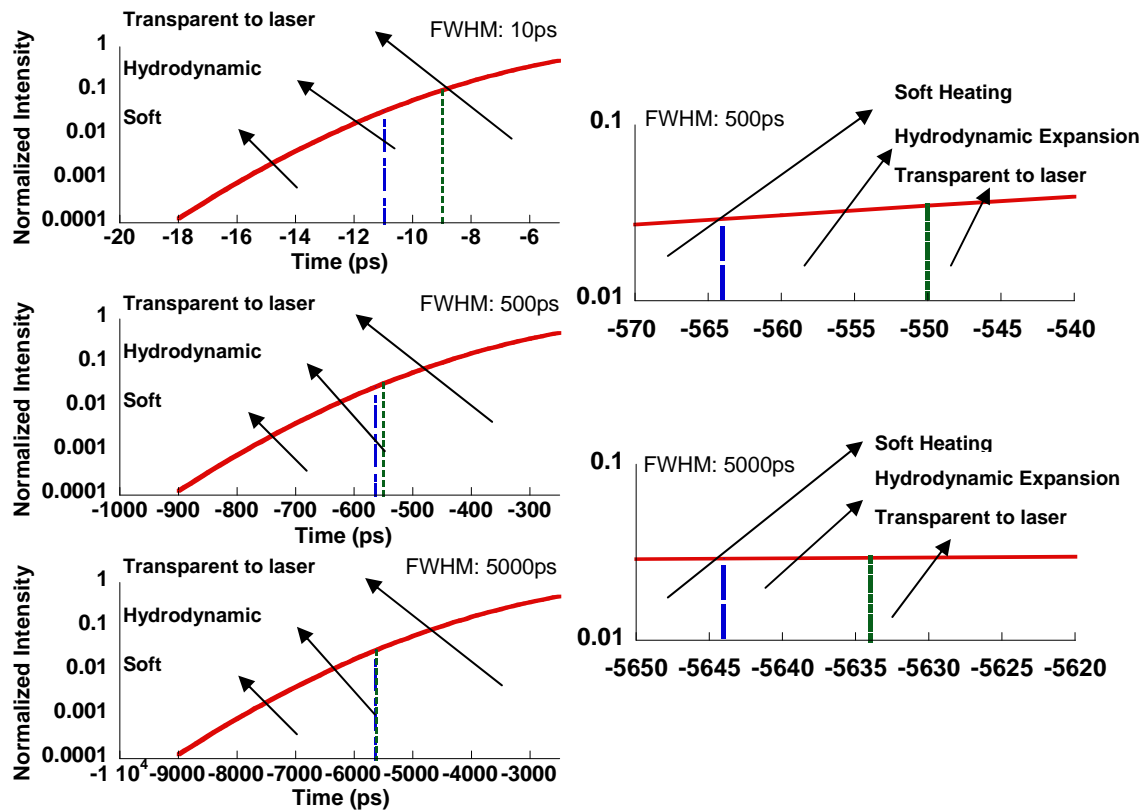 Transparent to laser
FWHM: 10ps
Hydrodynamic
Soft
Normalized Intensity
1
0.1
0.01
0.001
0.0001
-20 -18 -16 -14 -12 -10 -8 -6
Time (ps)
Transparent to laser
FWHM: 500ps
Hydrodynamic
Soft
Normalized Intensity
1
0.1
0.01
0.001
0.0001
-1000 -900 -800 -700 -600 -500 -400 -300
Time (ps)
Transparent to laser
FWHM: 5000ps
Hydrodynamic
Soft
Normalized Intensity
1
0.1
0.01
0.001
0.0001
-1 10⁴ -9000 -8000 -7000 -6000 -5000 -4000 -3000
Time (ps)
Soft Heating
FWHM: 500ps
Hydrodynamic Expansion
Transparent to laser
0.1
0.01
-570 -565 -560 -555 -550 -545 -540
Soft Heating
FWHM: 5000ps
Hydrodynamic Expansion
Transparent to laser
0.1
0.01
-5650 -5644 -5640 -5634 -5630 -5625 -5620